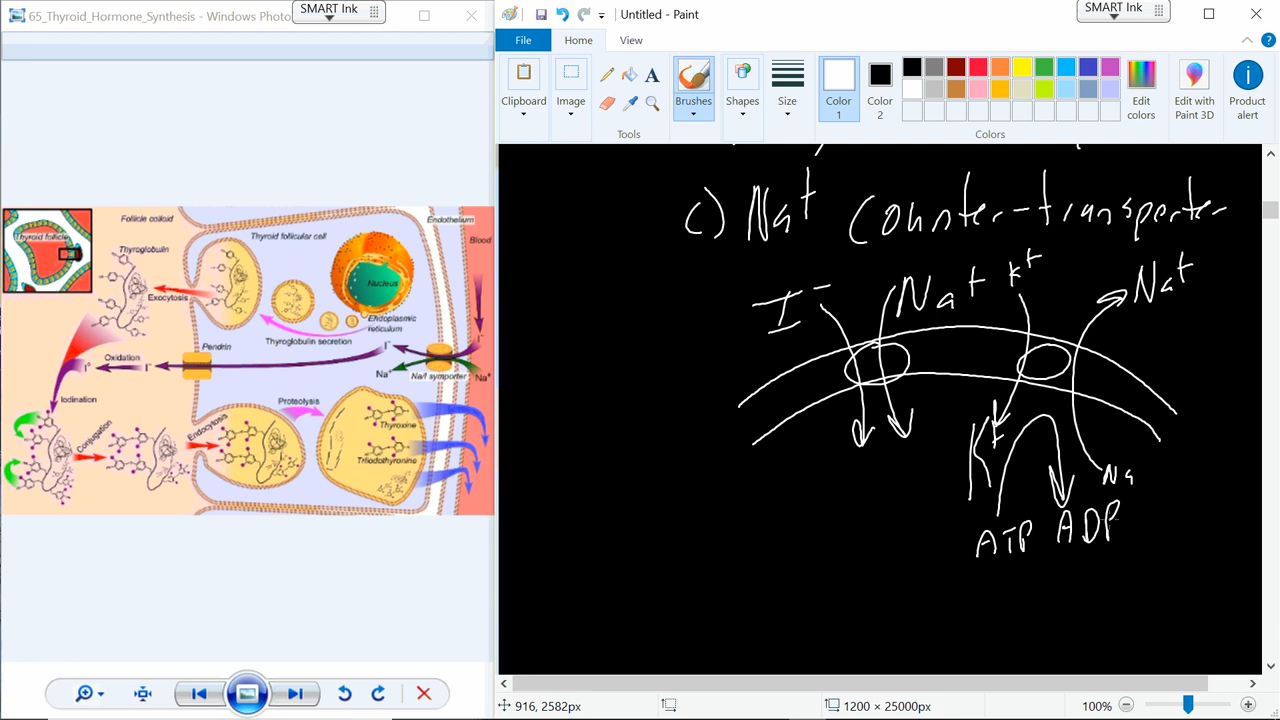 65_Thyroid_Hormone_Synthesis - Windows Photo
SMART Ink
Untitled - Paint
SMART Ink
File
Home
View
Clipboard
Image
Tools
Brushes
Shapes
Size
Color 1
Color 2
Colors
Edit colors
Edit with Paint 3D
Product alert
Thyroid follicle
Follicle colloid
Endothelium
Thyroglobulin
Thyroid follicular cell
Blood
Nucleus
Exocytosis
Endoplasmic
reticulum
Thyroglobulin secretion
Pendrin
I⁻
I⁻
Oxidation
I⁰
I⁻
Na⁺
Na/I symporter
Na⁺
Iodination
Proteolysis
Conjugation
Endocytosis
Thyroxine
Triiodothyronine
c) Na⁺ Counter-transporter
I⁻
Na⁺
K⁺
Na⁺
K⁺
Na
ATP ADP
916, 2582px
1200 × 25000px
100%